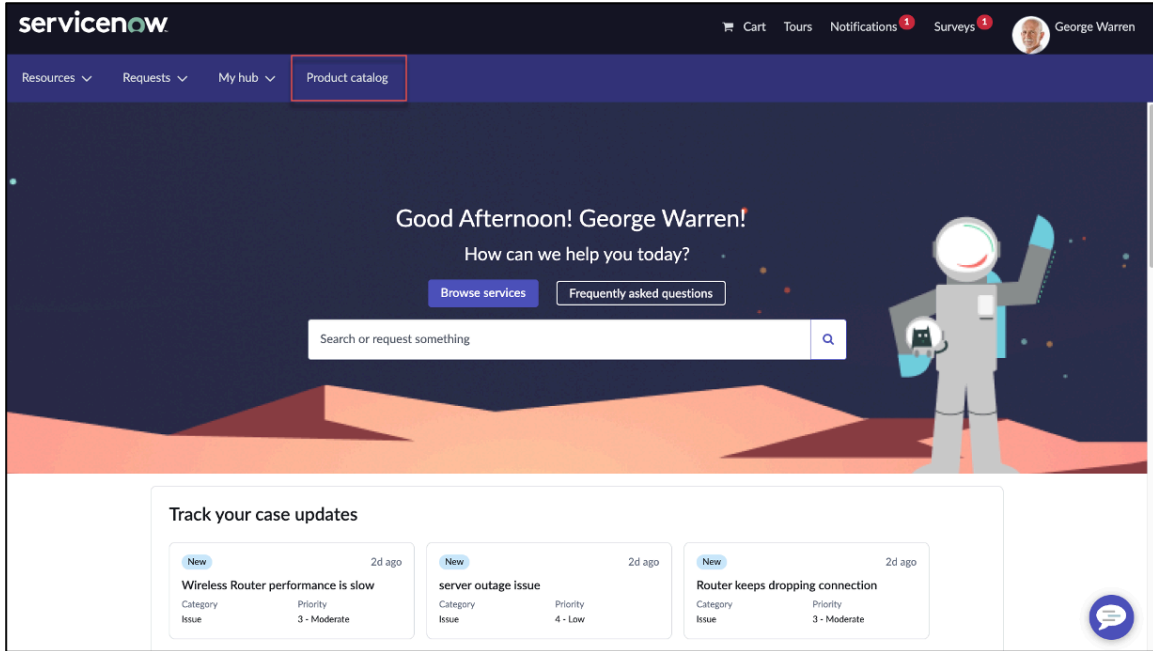 servicenow
Cart Tours Notifications 1 Surveys 1 George Warren
Resources Requests My hub Product catalog
Good Afternoon! George Warren!
How can we help you today?
Browse services Frequently asked questions
Search or request something
Track your case updates
New 2d ago
Wireless Router performance is slow
Category Priority
Issue 3 - Moderate
New 2d ago
server outage issue
Category Priority
Issue 4 - Low
New 2d ago
Router keeps dropping connection
Category Priority
Issue 3 - Moderate